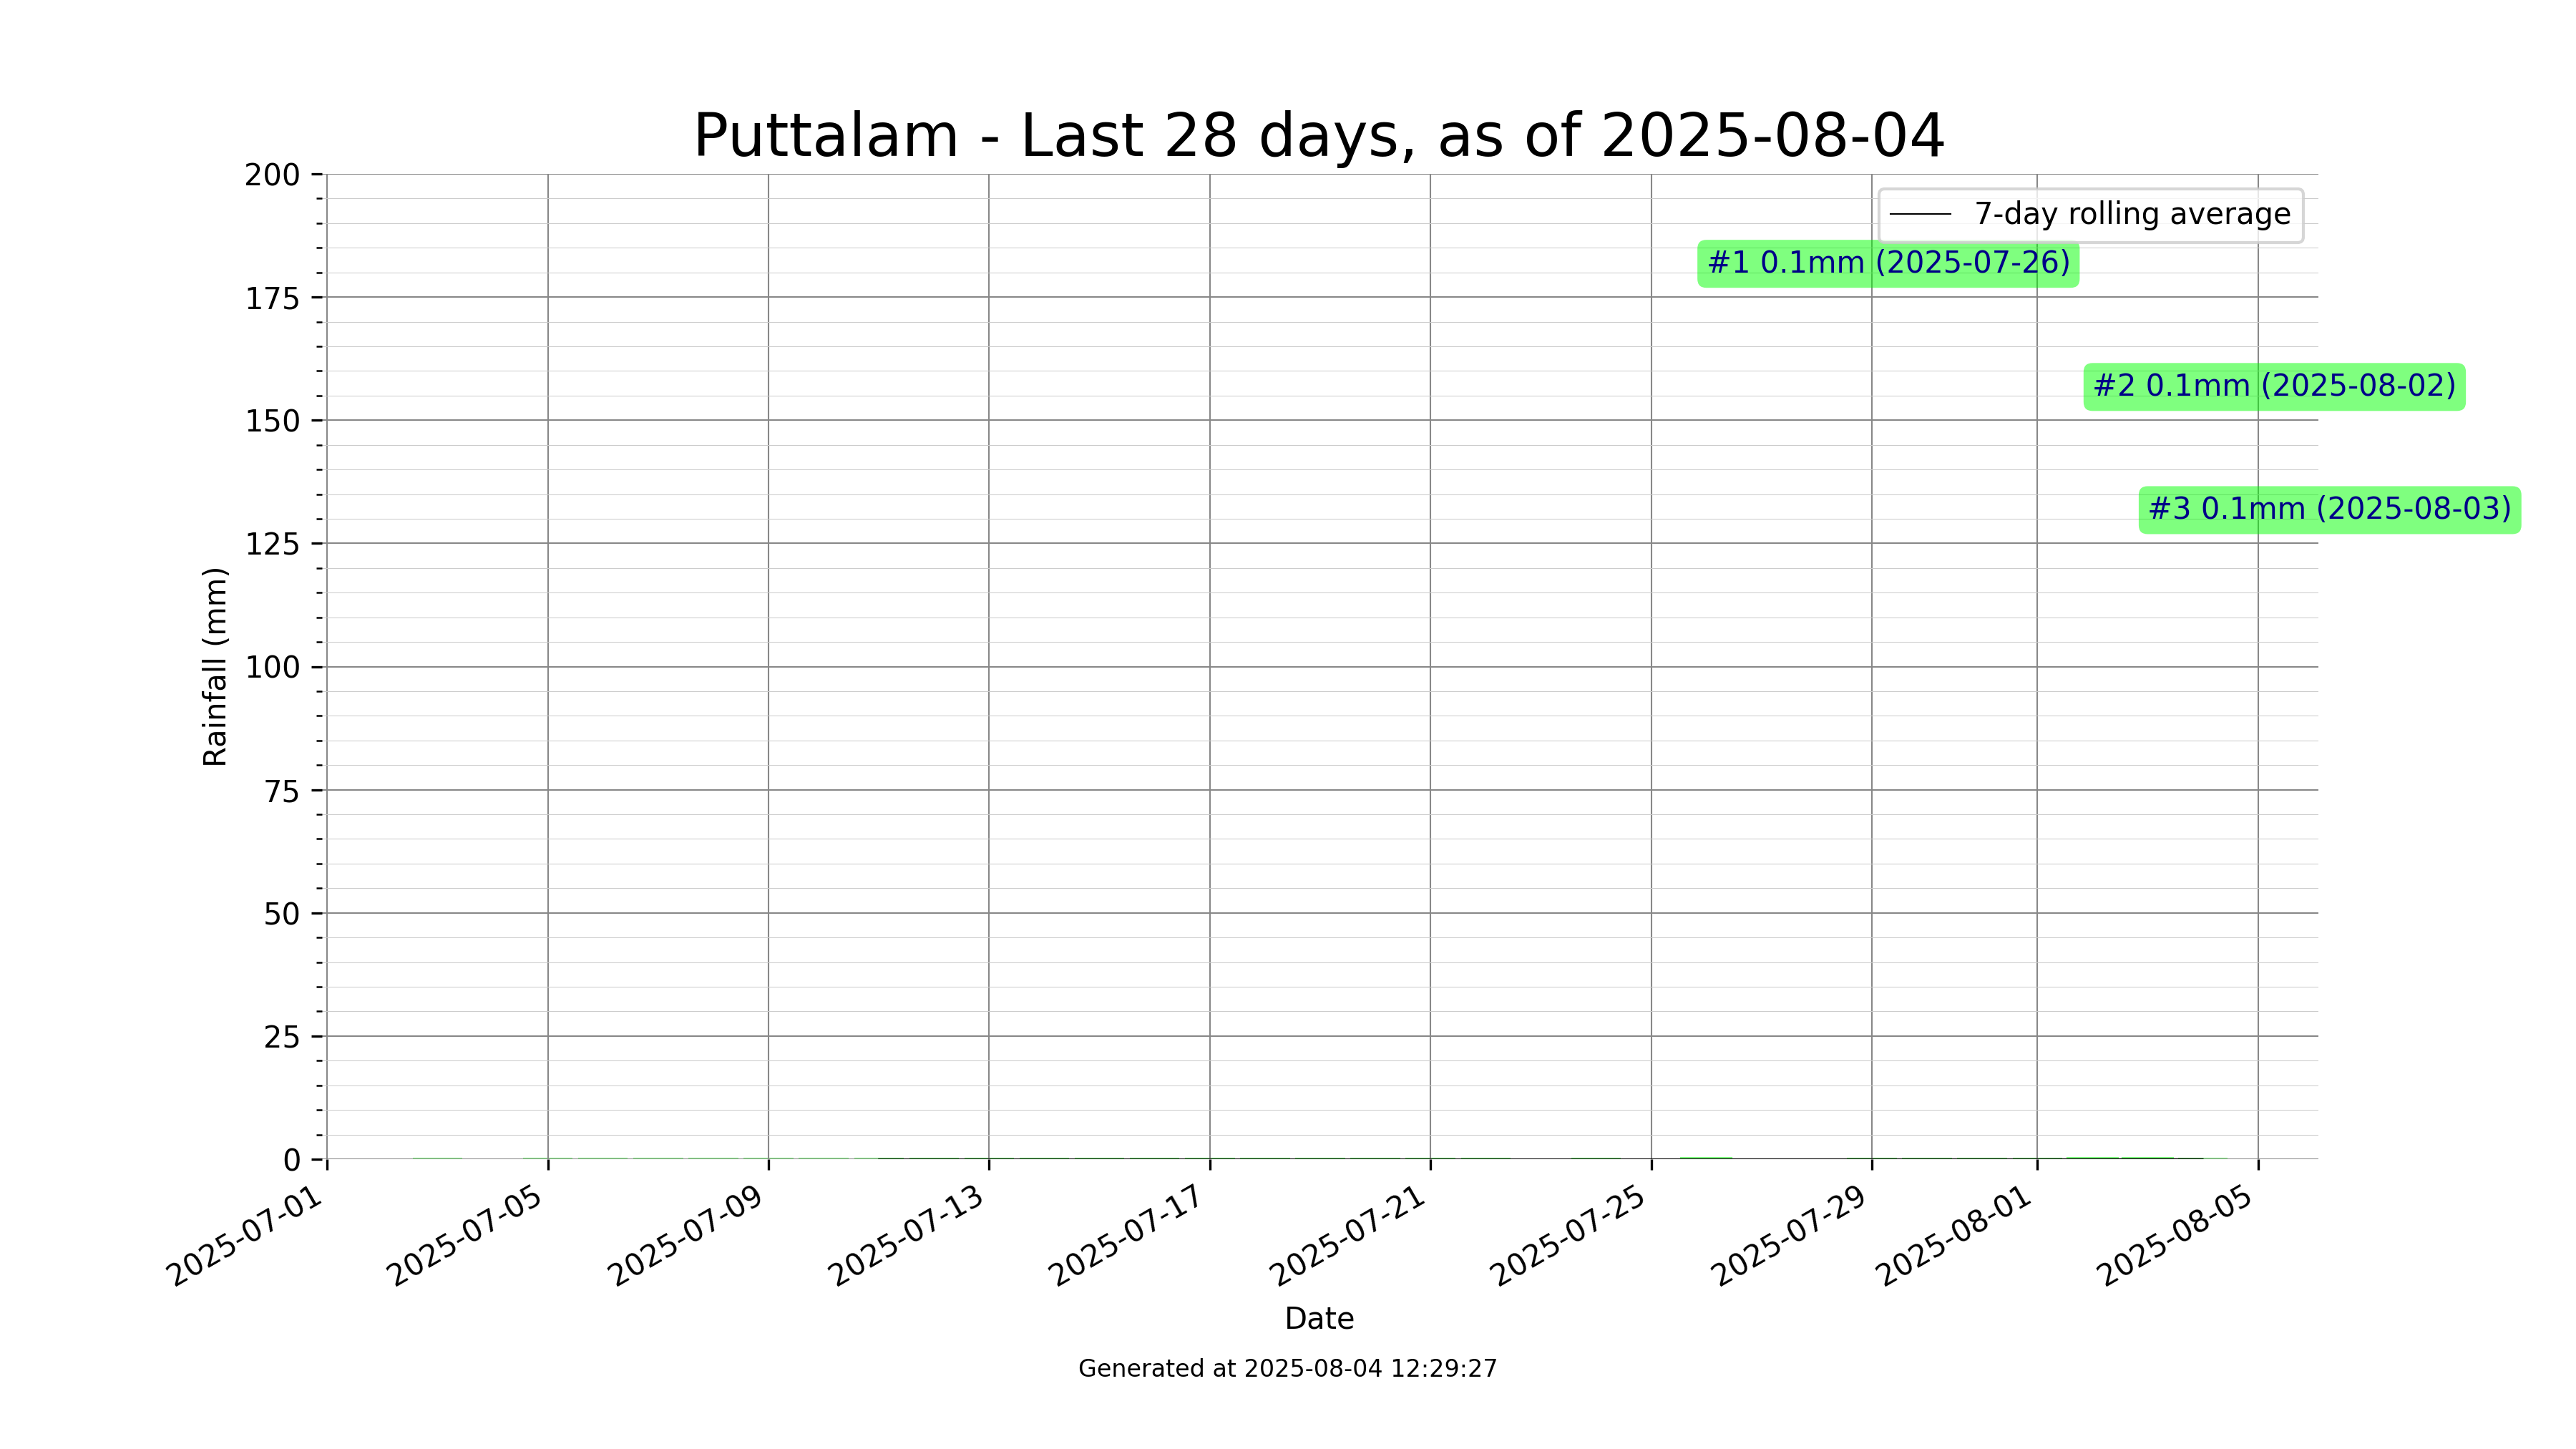 Puttalam - Last 28 days, as of 2025-08-04
200
175
150
125
100
75
50
25
0
Rainfall (mm)
7-day rolling average
#1 0.1mm (2025-07-26)
#2 0.1mm (2025-08-02)
#3 0.1mm (2025-08-03)
2025-07-01
2025-07-05
2025-07-09
2025-07-13
2025-07-17
2025-07-21
2025-07-25
2025-07-29
2025-08-01
2025-08-05
Date
Generated at 2025-08-04 12:29:27